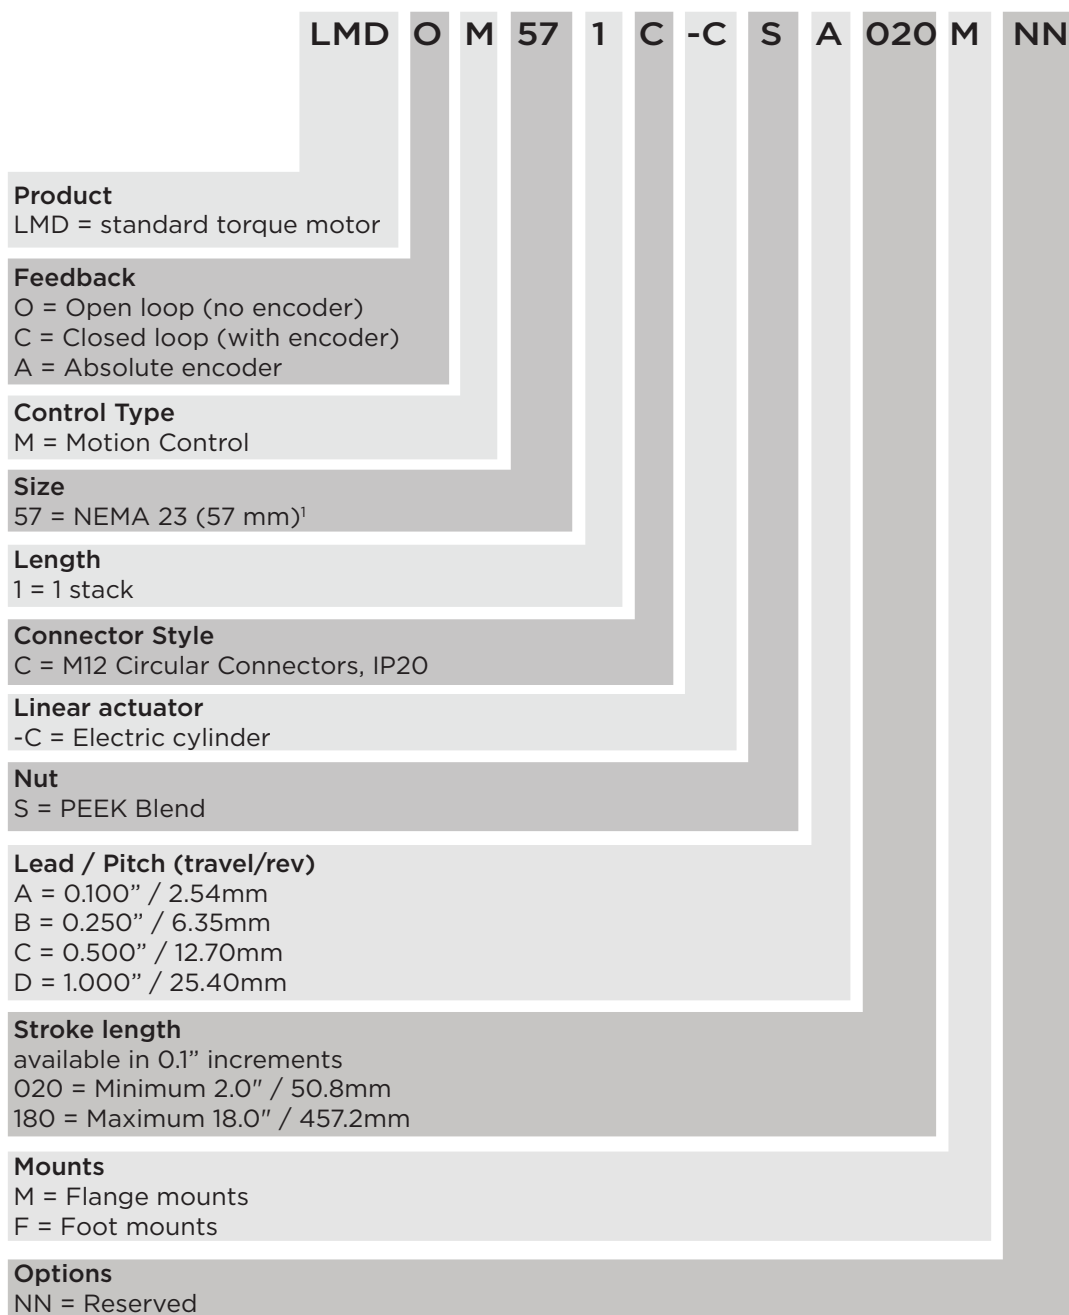 LMD O M 57 1 C -C S A 020 M NN
Product
LMD = standard torque motor
Feedback
O = Open loop (no encoder)
C = Closed loop (with encoder)
A = Absolute encoder
Control Type
M = Motion Control
Size
57 = NEMA 23 (57 mm)¹
Length
1 = 1 stack
Connector Style
C = M12 Circular Connectors, IP20
Linear actuator
-C = Electric cylinder
Nut
S = PEEK Blend
Lead / Pitch (travel/rev)
A = 0.100” / 2.54mm
B = 0.250” / 6.35mm
C = 0.500” / 12.70mm
D = 1.000” / 25.40mm
Stroke length
available in 0.1” increments
020 = Minimum 2.0" / 50.8mm
180 = Maximum 18.0" / 457.2mm
Mounts
M = Flange mounts
F = Foot mounts
Options
NN = Reserved